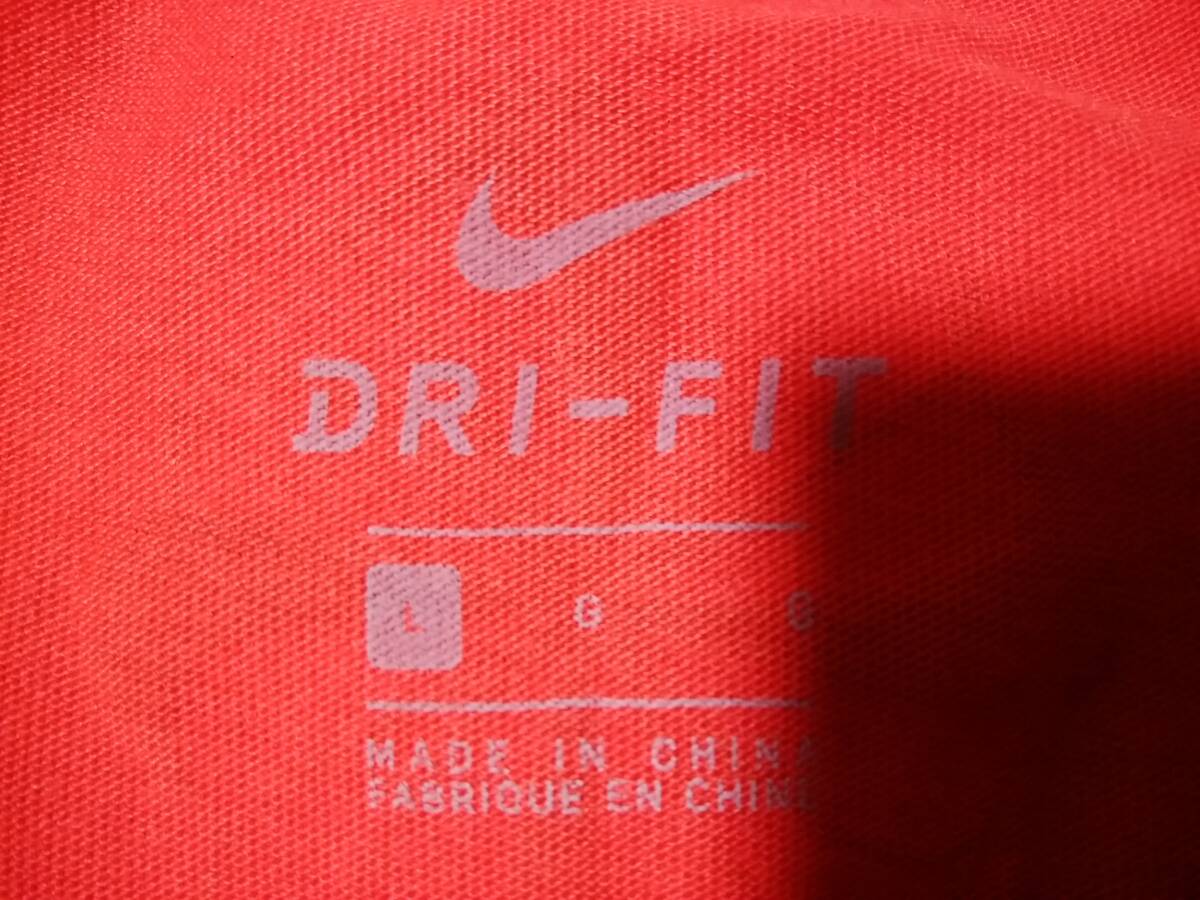 DRI-FIT
L G G
MADE IN CHINA
FABRIQUE EN CHINE